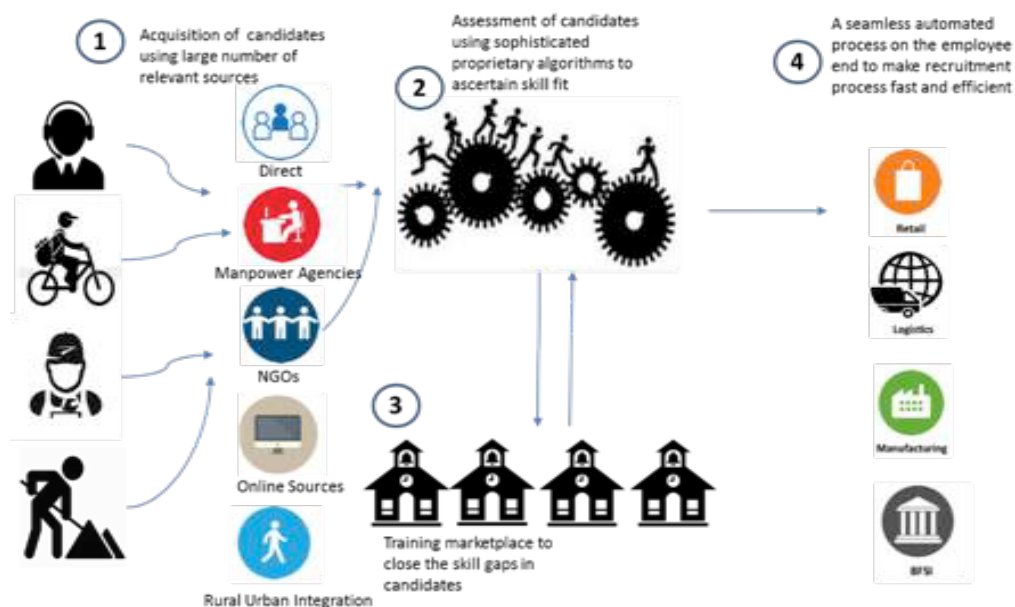 1
Acquisition of candidates
using large number of
relevant sources
Direct
Manpower Agencies
NGOs
Online Sources
Rural Urban Integration
2
Assessment of candidates
using sophisticated
proprietary algorithms to
ascertain skill fit
3
Training marketplace to
close the skill gaps in
candidates
4
A seamless automated
process on the employee
end to make recruitment
process fast and efficient
Retail
Logistics
Manufacturing
BFSI